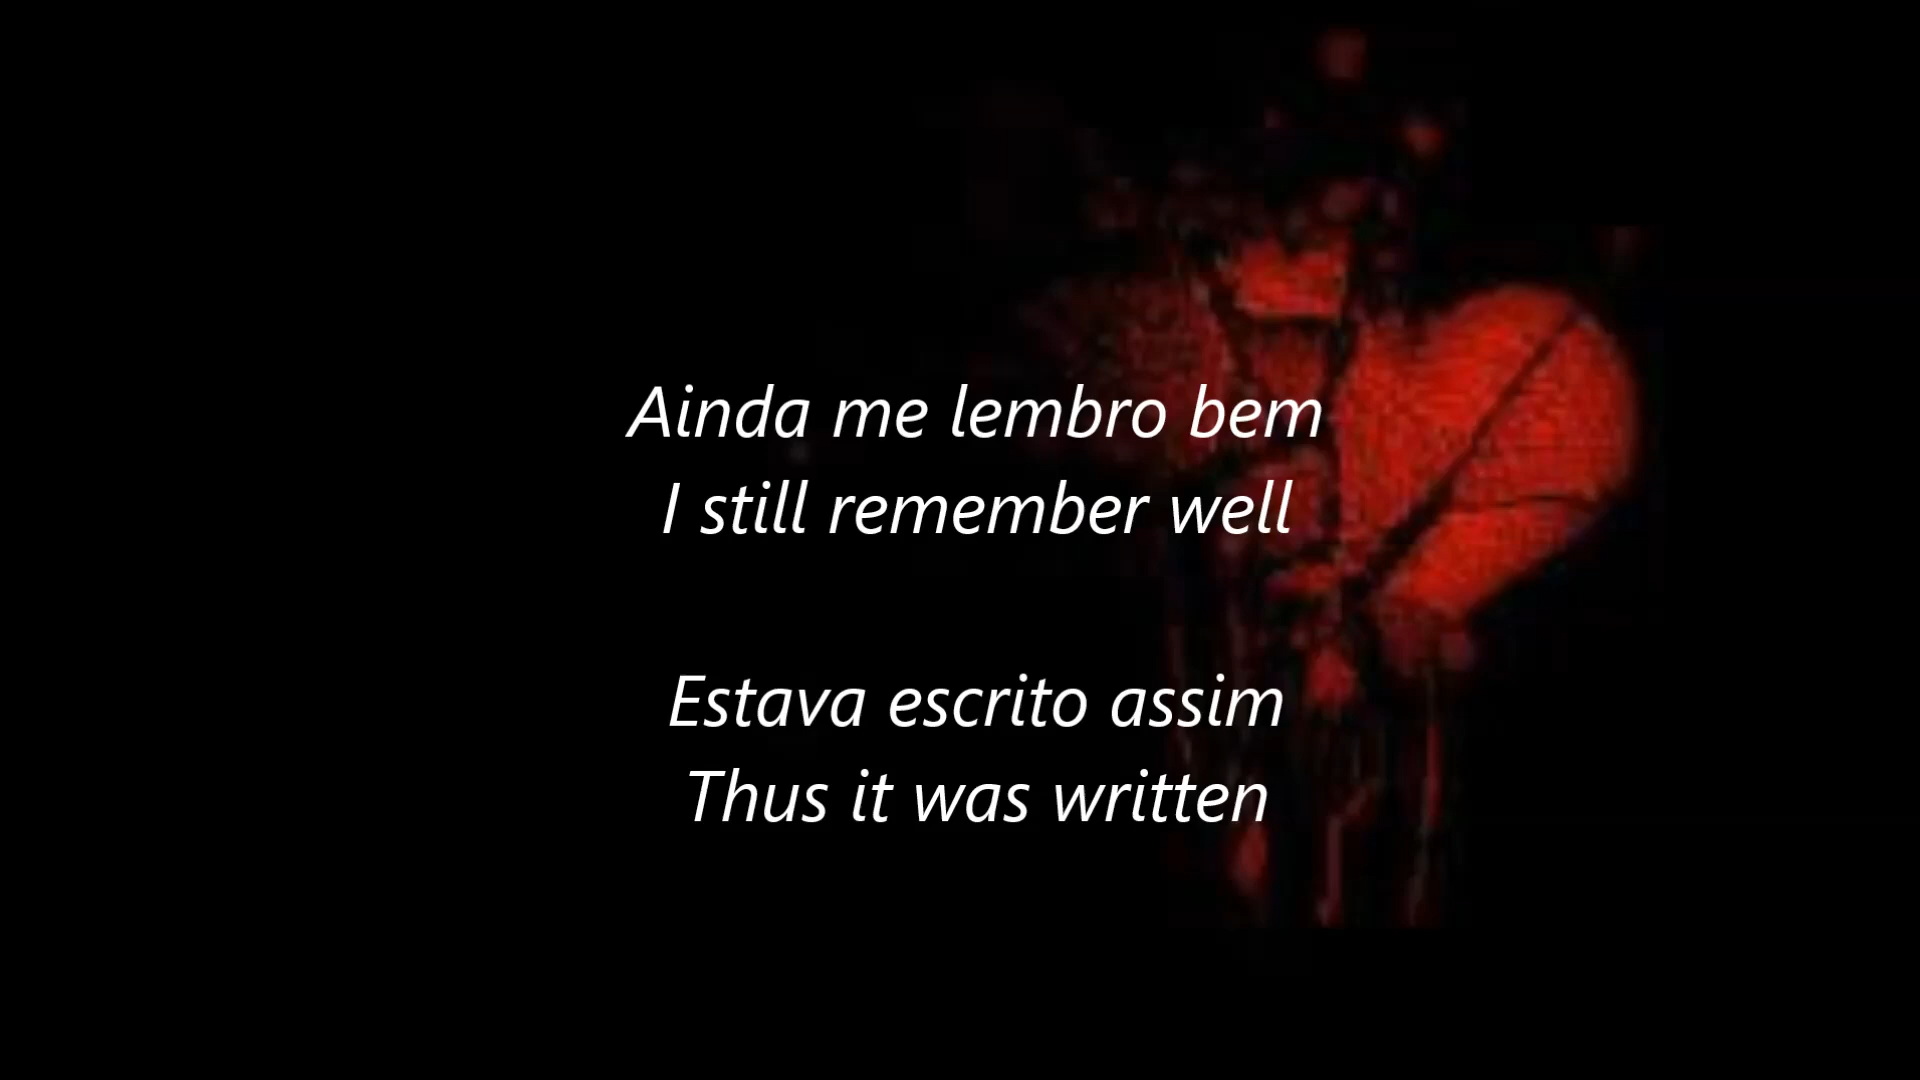 Ainda me lembro bem
I still remember well
Estava escrito assim
Thus it was written